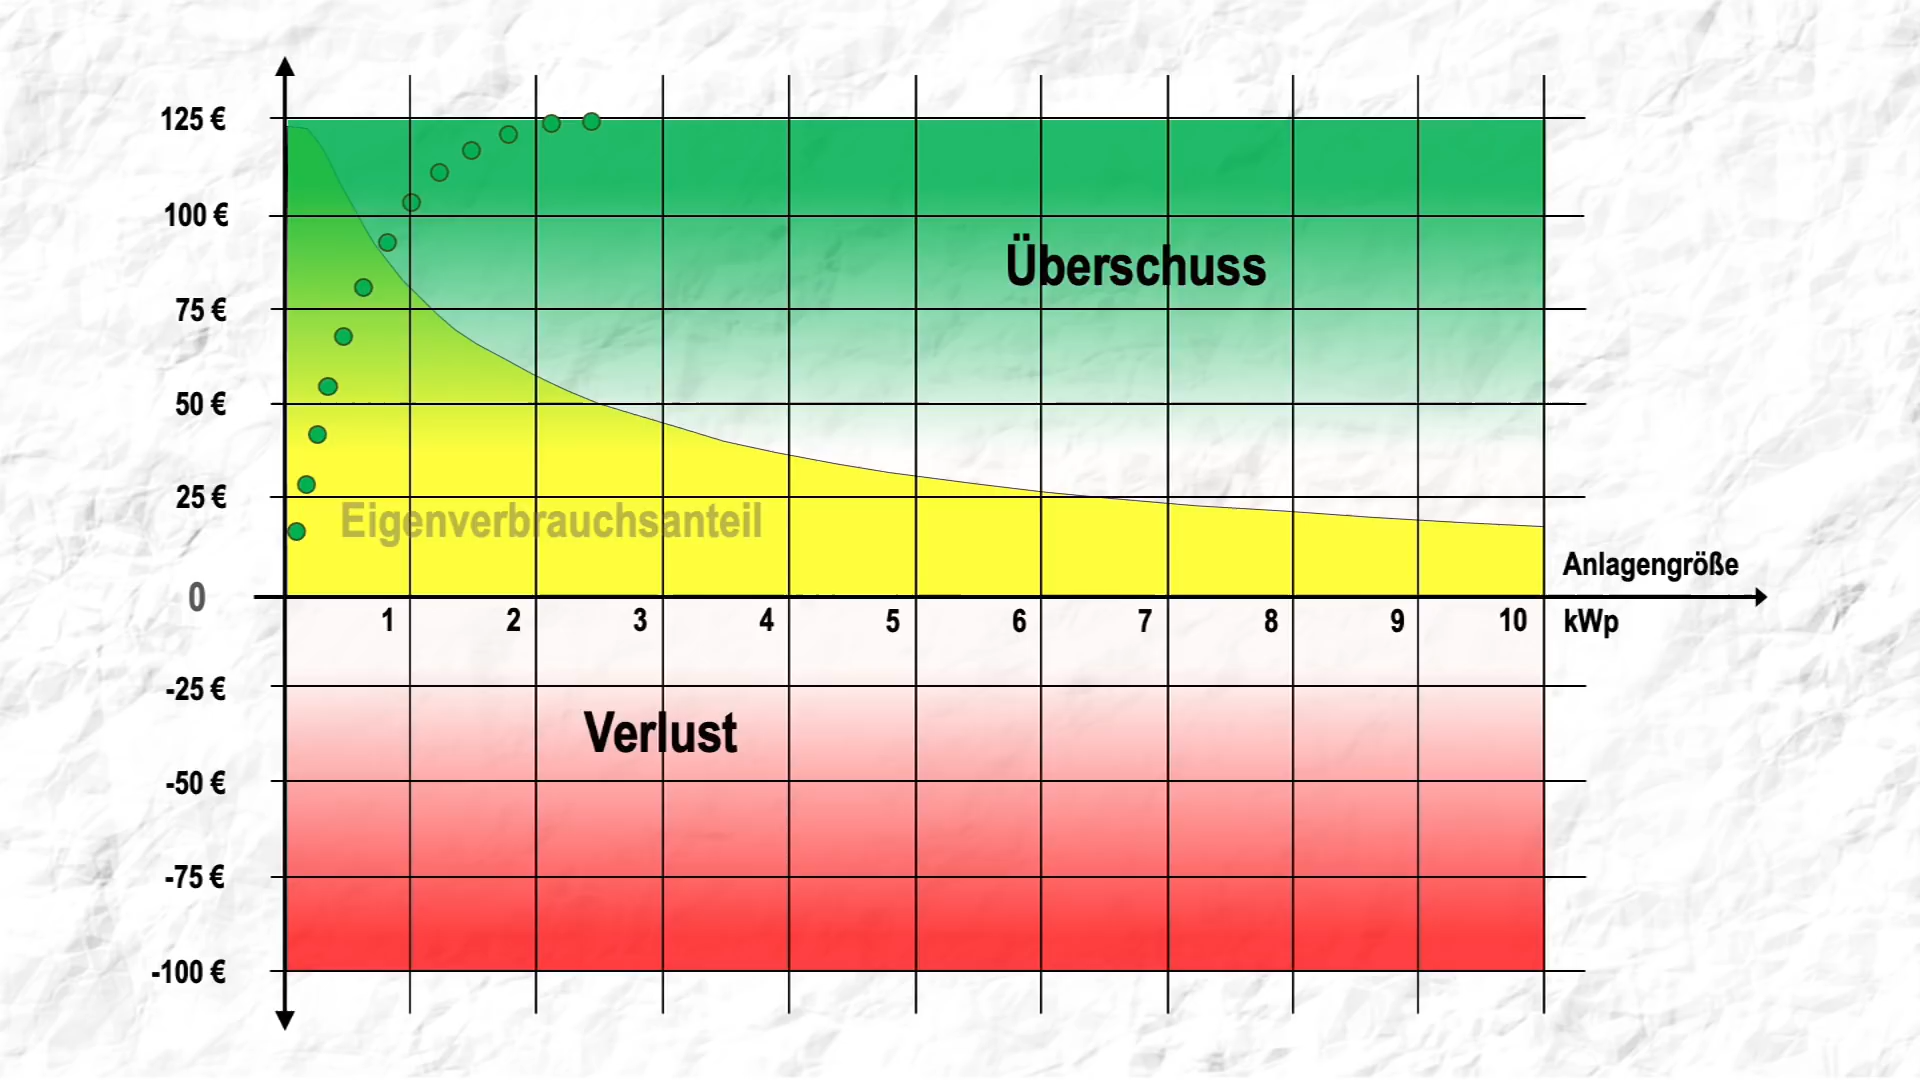 125 €
100 €
Überschuss
75 €
50 €
25 €
Eigenverbrauchsanteil
Anlagengröße
0
1 2 3 4 5 6 7 8 9 10 kWp
-25 €
Verlust
-50 €
-75 €
-100 €